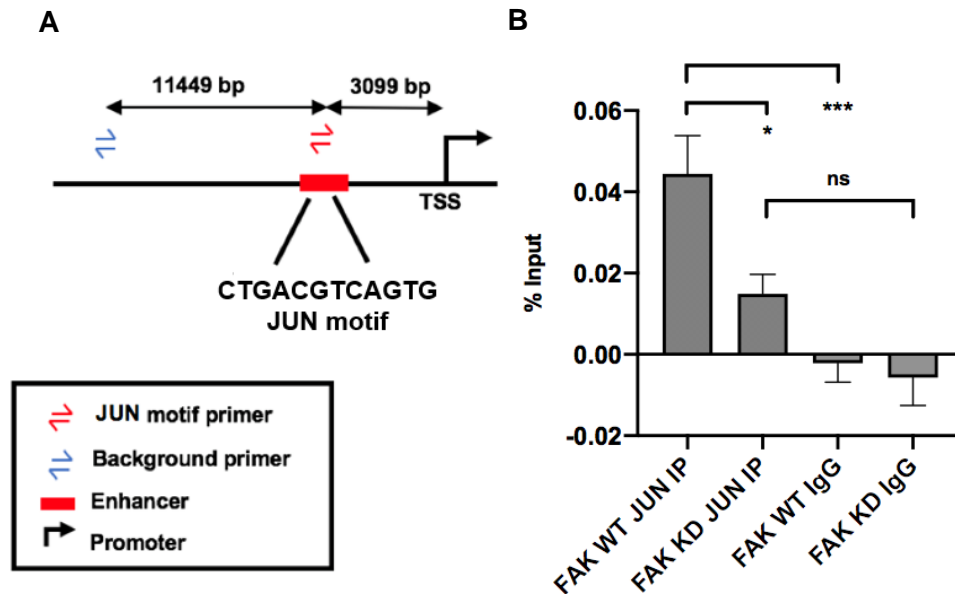 A
11449 bp
3099 bp
TSS
CTGACGTCAGTG
JUN motif
JUN motif primer
Background primer
Enhancer
Promoter
B
***
*
ns
0.06
0.04
0.02
0.00
-0.02
% Input
FAK WT JUN IP
FAK KD JUN IP
FAK WT IgG
FAK KD IgG